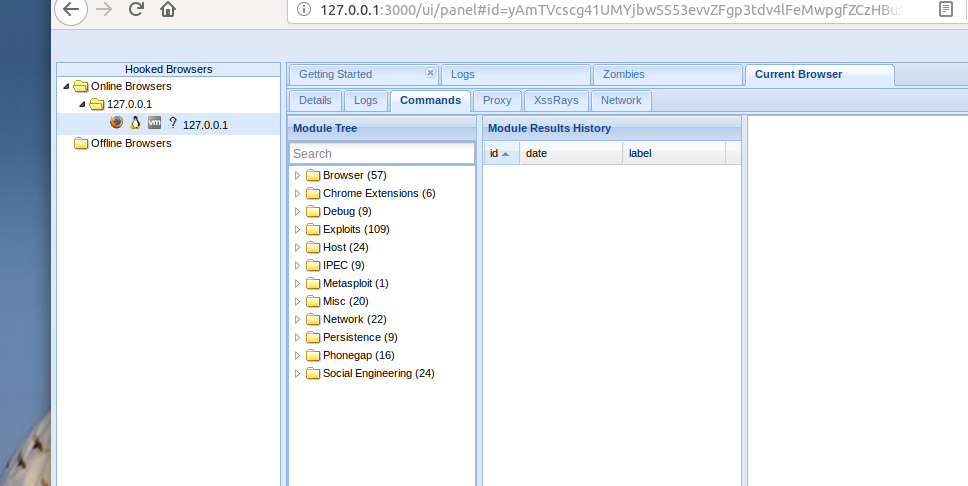 127.0.0.1:3000/ui/panel#id=yAmTVcscg41UMYjbwSS53evvZFgp3tdv4lFeMwpgfZCzHBus
Hooked Browsers
Online Browsers
127.0.0.1
127.0.0.1
Offline Browsers
Getting Started Logs Zombies Current Browser
Details Logs Commands Proxy XssRays Network
Module Tree
Search
Browser (57)
Chrome Extensions (6)
Debug (9)
Exploits (109)
Host (24)
IPEC (9)
Metasploit (1)
Misc (20)
Network (22)
Persistence (9)
Phonegap (16)
Social Engineering (24)
Module Results History
id date label